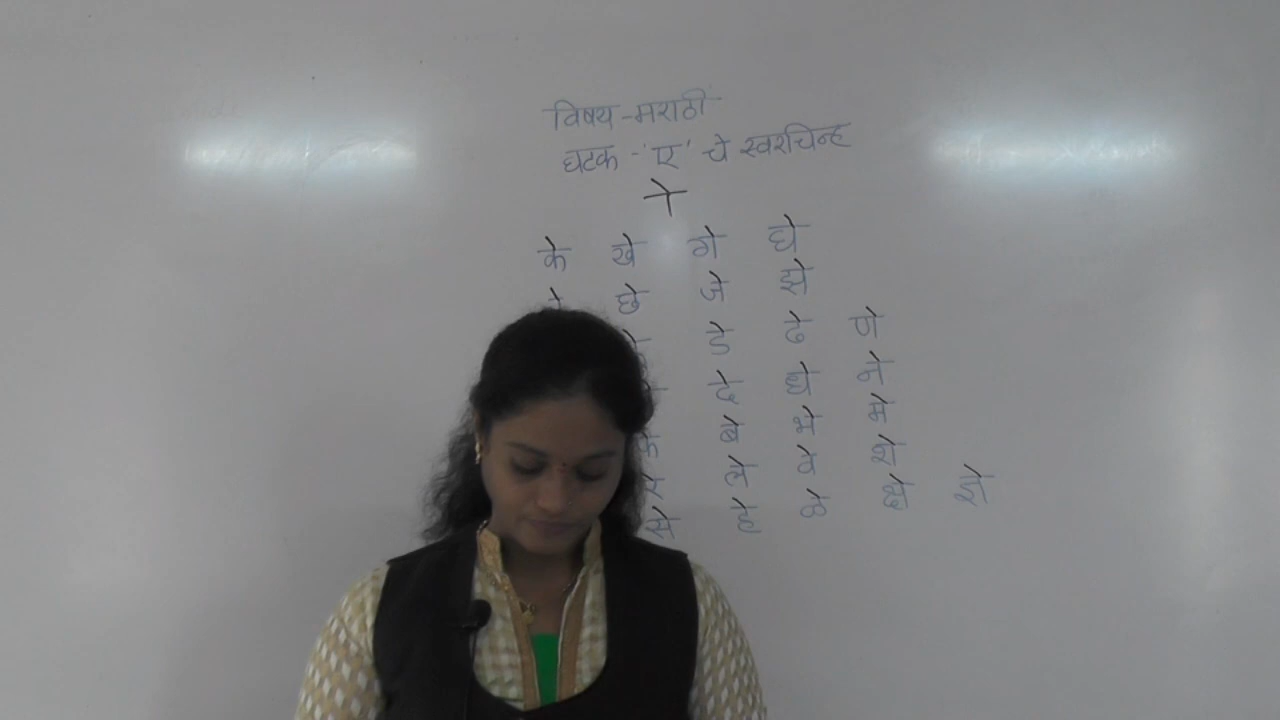 विषय - मराठी
घटक - 'ए' चे स्वरचिन्ह
े
के खे गे घे
छे जे झे
डे ढे णे
दे धे ने
फे बे भे मे
रे ले वे शे
से हे ळे क्षे ज्ञे